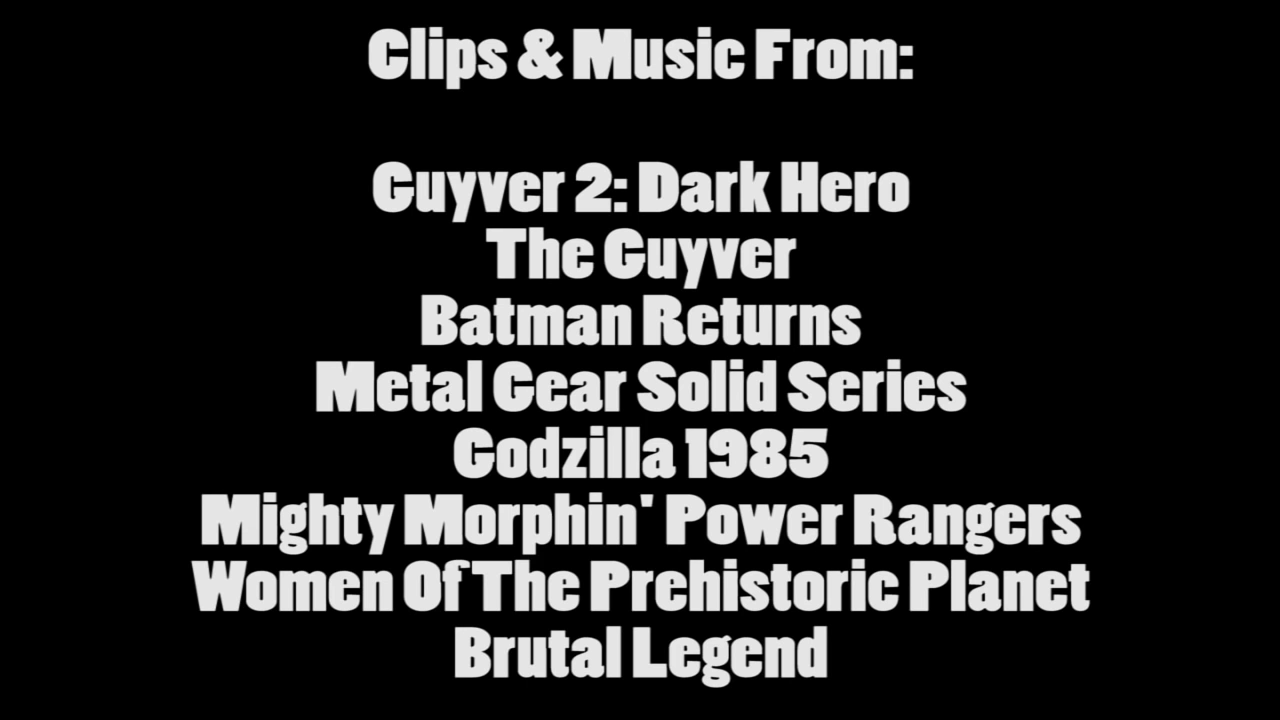 Clips & Music From:
Guyver 2: Dark Hero
The Guyver
Batman Returns
Metal Gear Solid Series
Godzilla 1985
Mighty Morphin' Power Rangers
Women Of The Prehistoric Planet
Brutal Legend